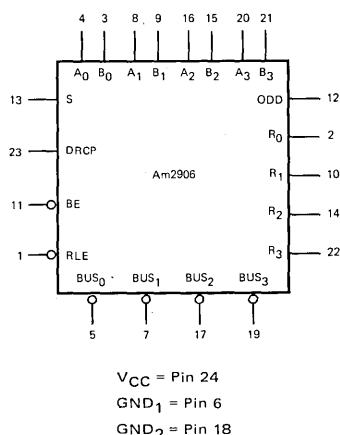 4 3 8 9 16 15 20 21
A0 B0 A1 B1 A2 B2 A3 B3
13 S ODD 12
R0 2
23 DRCP
Am2906
R1 10
11 BE
R2 14
1 RLE
R3 22
BUS0 BUS1 BUS2 BUS3
5 7 17 19
VCC = Pin 24
GND1 = Pin 6
GND2 = Pin 18